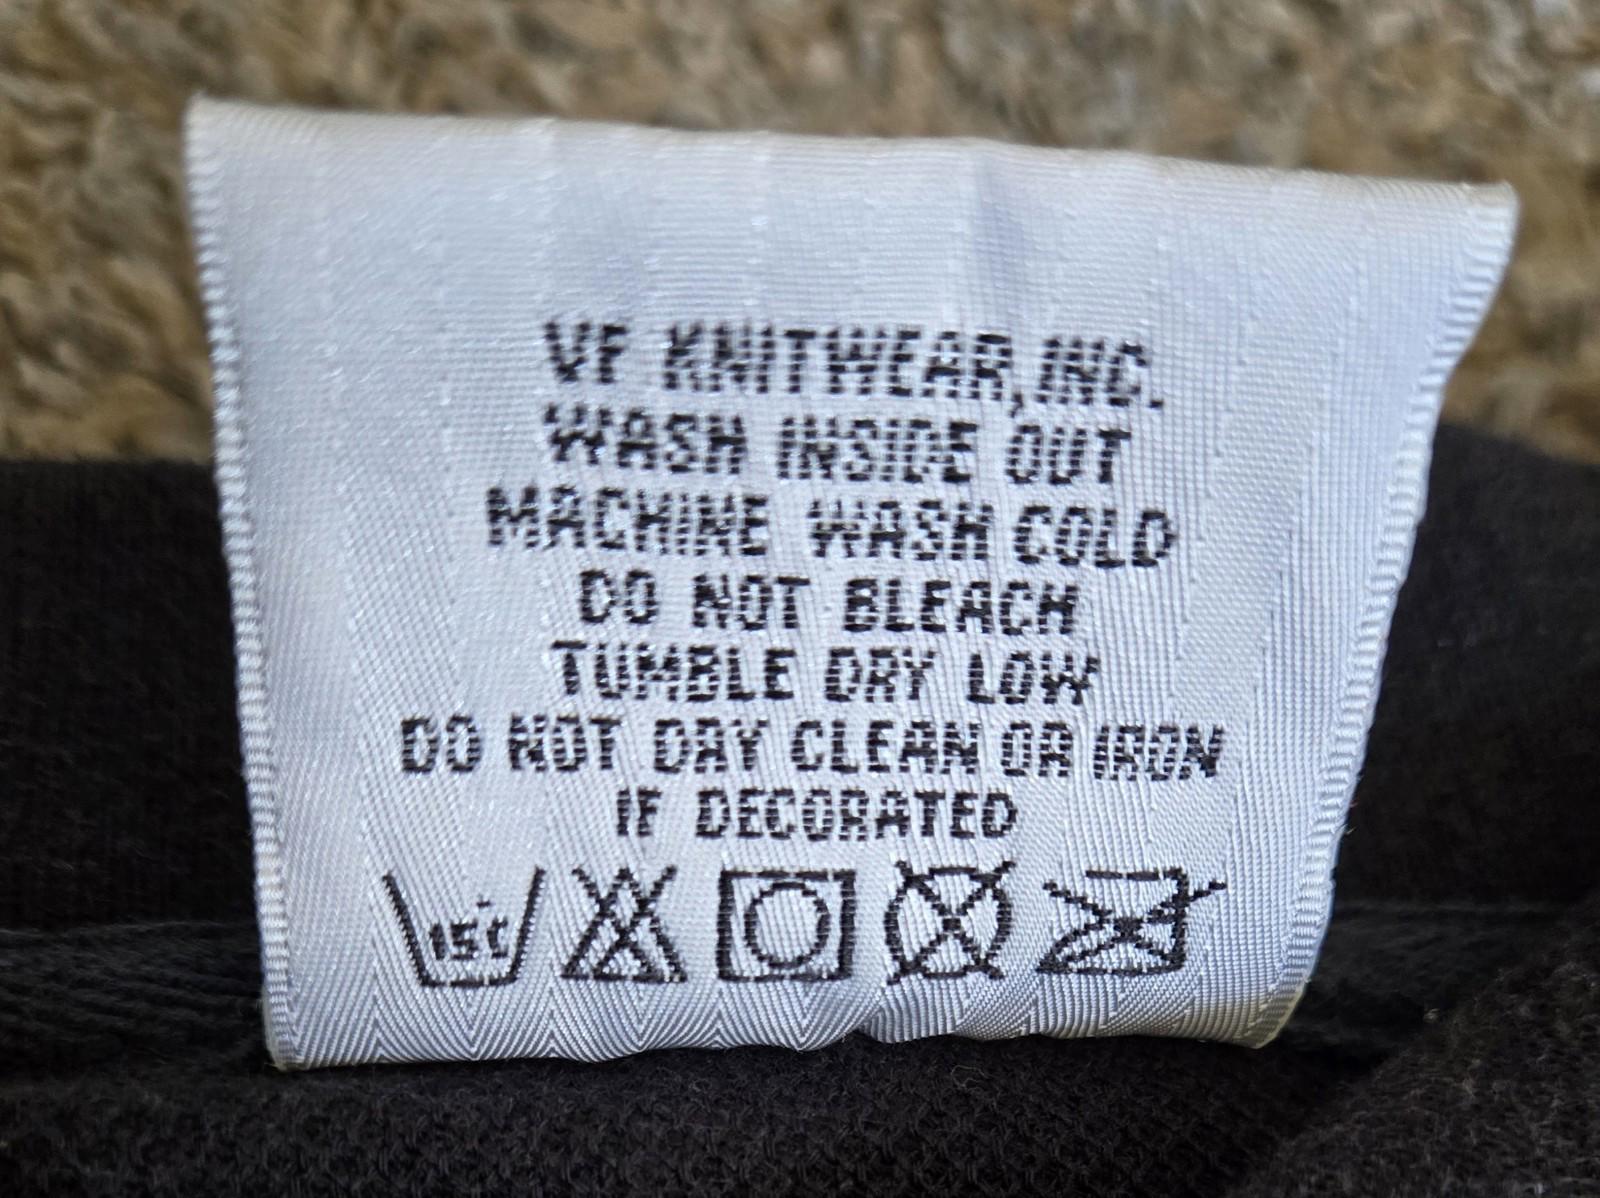 VF KNITWEAR, INC.
WASH INSIDE OUT
MACHINE WASH COLD
DO NOT BLEACH
TUMBLE DRY LOW
DO NOT DRY CLEAN OR IRON
IF DECORATED
15°C